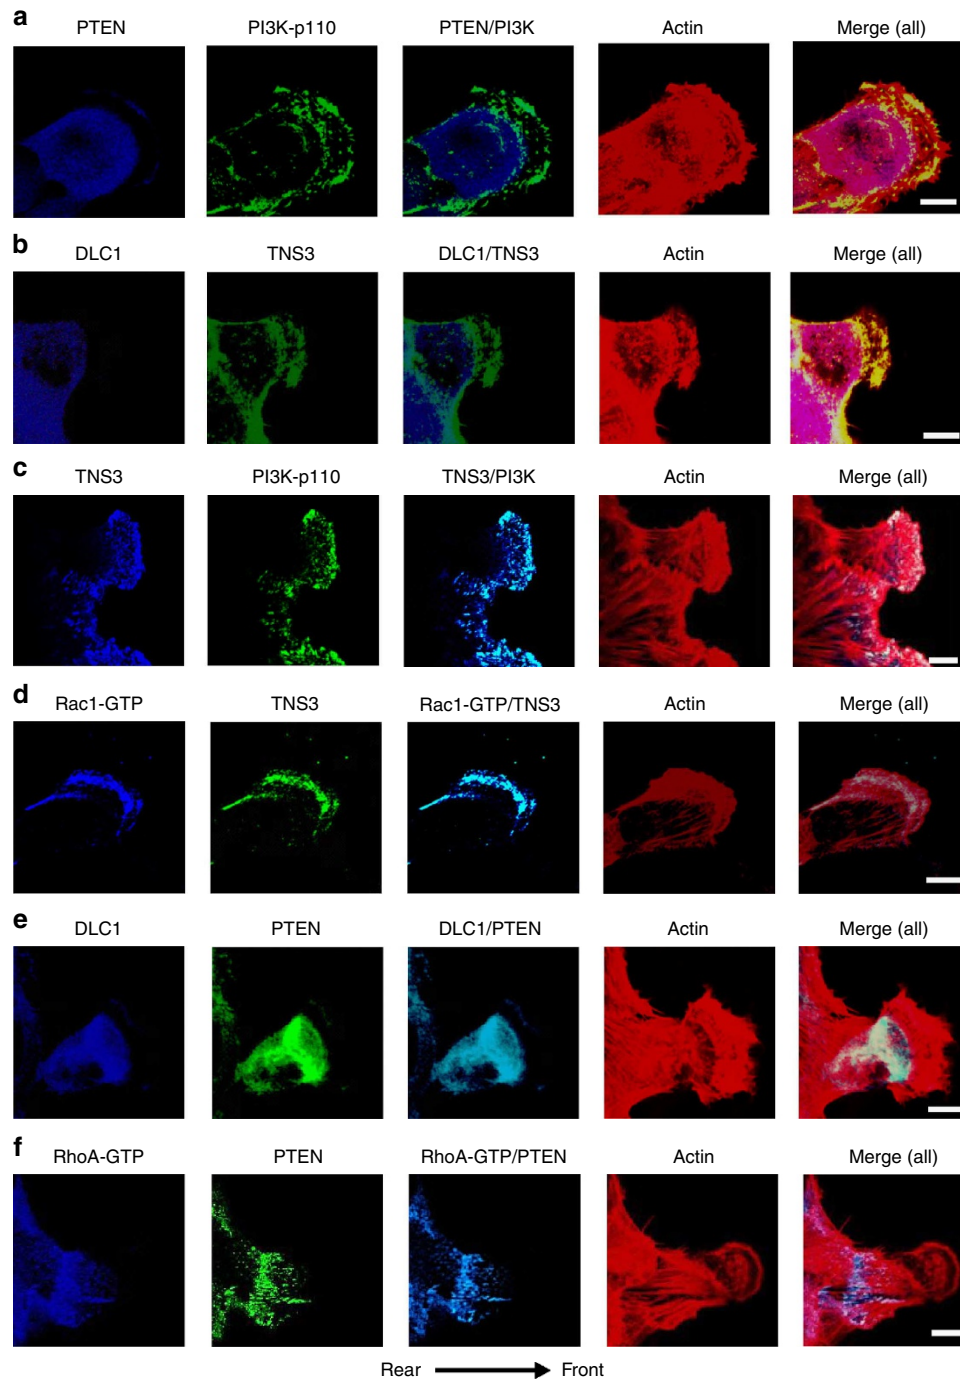 a
PTEN PI3K-p110 PTEN/PI3K Actin Merge (all)
b
DLC1 TNS3 DLC1/TNS3 Actin Merge (all)
c
TNS3 PI3K-p110 TNS3/PI3K Actin Merge (all)
d
Rac1-GTP TNS3 Rac1-GTP/TNS3 Actin Merge (all)
e
DLC1 PTEN DLC1/PTEN Actin Merge (all)
f
RhoA-GTP PTEN RhoA-GTP/PTEN Actin Merge (all)
Rear Front